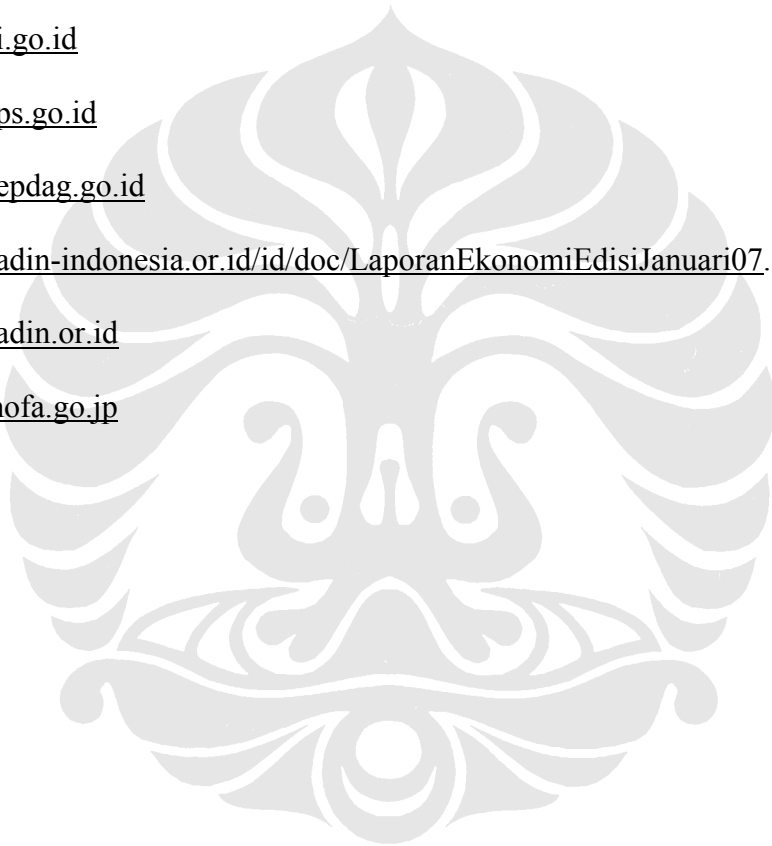 i.go.id
ps.go.id
epdag.go.id
adin-indonesia.or.id/id/doc/LaporanEkonomiEdisiJanuari07.
adin.or.id
nofa.go.jp